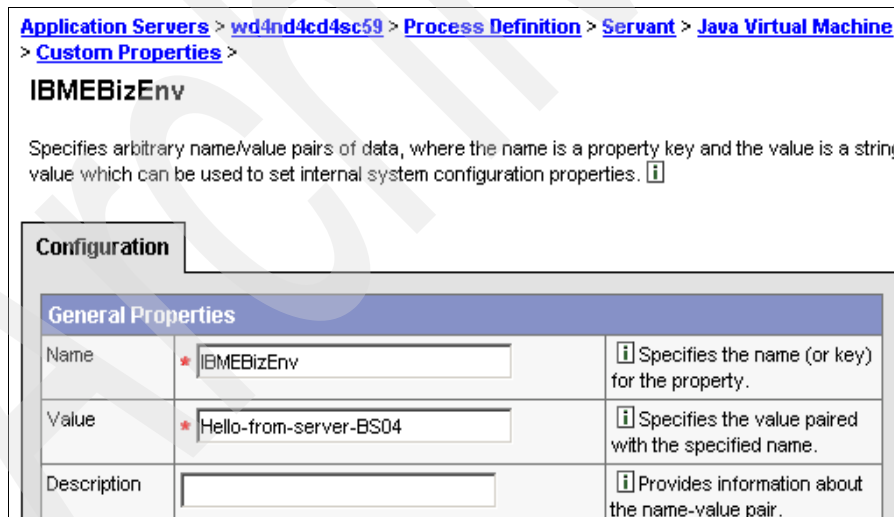 Application Servers > wd4nd4cd4sc59 > Process Definition > Servant > Java Virtual Machine
> Custom Properties >
IBMEBizEnv
Specifies arbitrary name/value pairs of data, where the name is a property key and the value is a string
value which can be used to set internal system configuration properties. i
Configuration
General Properties
Name * IBMEBizEnv i Specifies the name (or key)
for the property.
Value * Hello-from-server-BS04 i Specifies the value paired
with the specified name.
Description i Provides information about
the name-value pair.